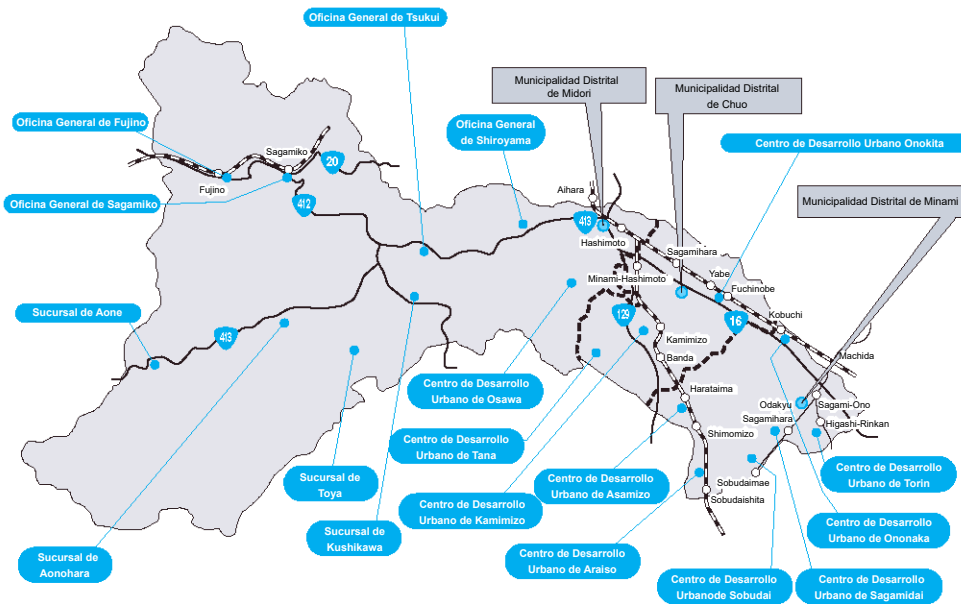 Oficina General de Tsukui
Municipalidad Distrital
de Midori
Municipalidad Distrital
de Chuo
Oficina General de Fujino
Oficina General
de Shiroyama
Centro de Desarrollo Urbano Onokita
Sagamiko
20
Fujino
Aihara
Oficina General de Sagamiko
412
413
Municipalidad Distrital de Minami
Hashimoto
Sagamihara
Minami-Hashimoto
Yabe
Fuchinobe
Sucursal de Aone
413
129
16
Kobuchi
Kamimizo
Banda
Machida
Centro de Desarrollo
Urbano de Osawa
Harataima
Odakyu
Sagamihara
Sagami-Ono
Higashi-Rinkan
Centro de Desarrollo
Urbano de Tana
Shimomizo
Sucursal de
Toya
Centro de Desarrollo
Urbano de Asamizo
Sobudaimae
Centro de Desarrollo
Urbano de Torin
Centro de Desarrollo
Urbano de Kamimizo
Sobudaishita
Sucursal de
Kushikawa
Centro de Desarrollo
Urbano de Ononaka
Sucursal de
Aonohara
Centro de Desarrollo
Urbano de Araiso
Centro de Desarrollo
Urbanode Sobudai
Centro de Desarrollo
Urbano de Sagamidai